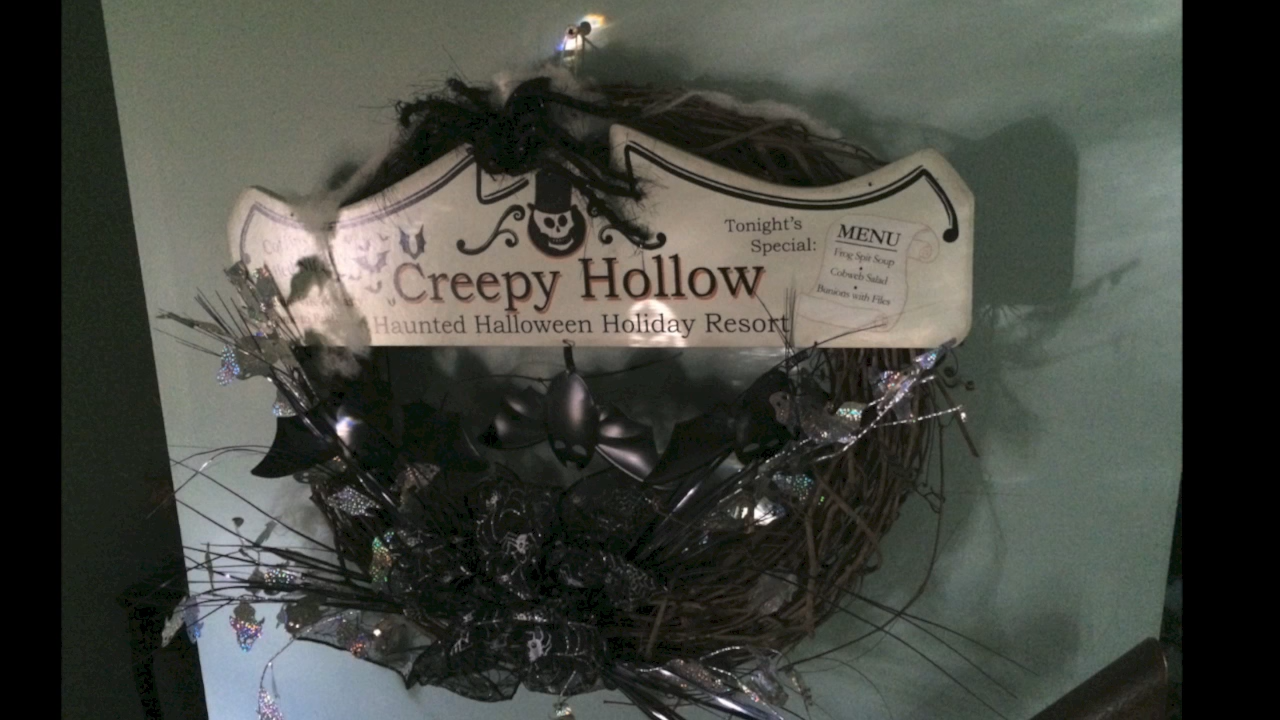 Creepy Hollow
Haunted Halloween Holiday Resort
Tonight's
Special:
MENU
Frog Spit Soup
•
Cobweb Salad
•
Bunions with Flies